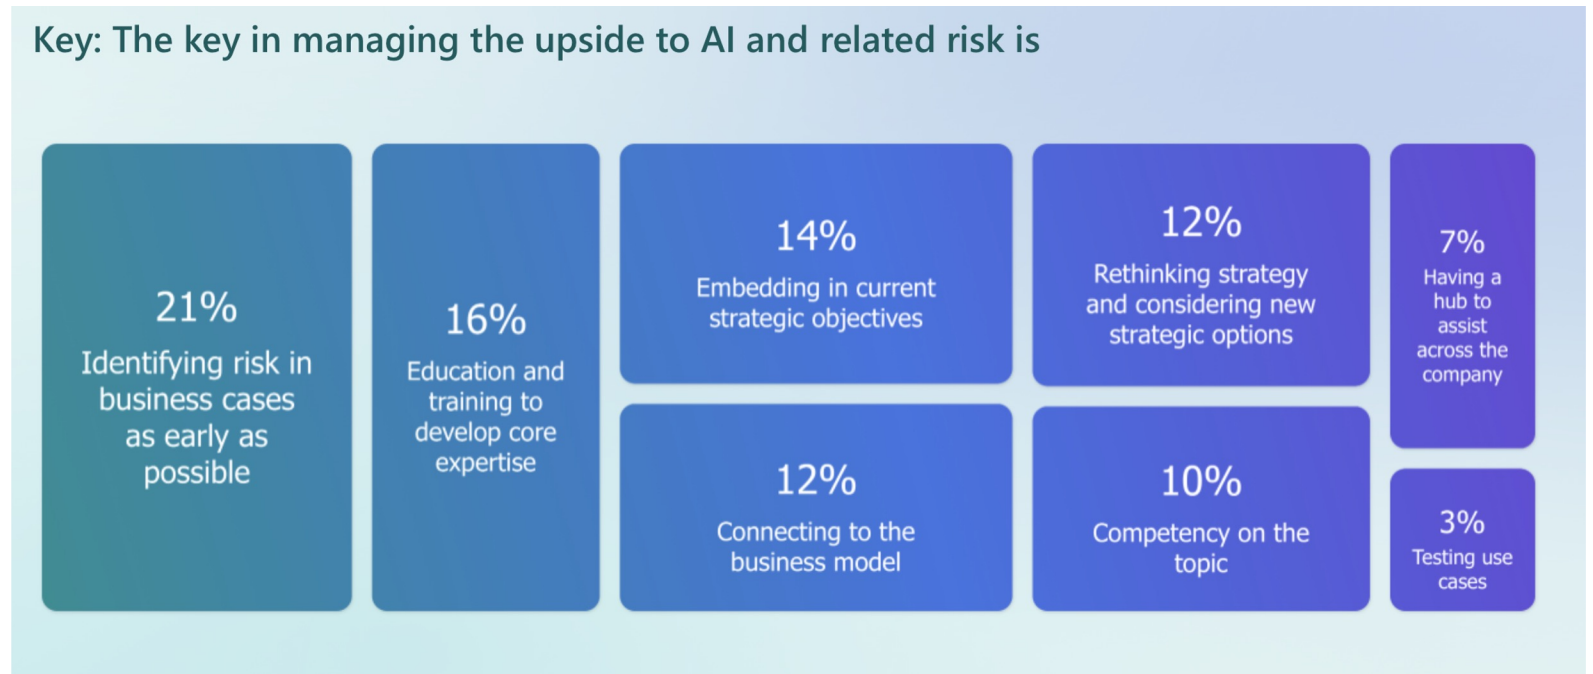 Key: The key in managing the upside to AI and related risk is
21%
Identifying risk in
business cases
as early as
possible
16%
Education and
training to
develop core
expertise
14%
Embedding in current
strategic objectives
12%
Connecting to the
business model
12%
Rethinking strategy
and considering new
strategic options
10%
Competency on the
topic
7%
Having a
hub to
assist
across the
company
3%
Testing use
cases